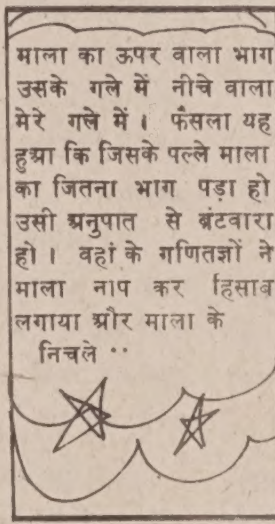 माला का ऊपर वाला भाग
उसके गले में नीचे वाला
मेरे गले में । फैसला यह
हुआ कि जिसके पल्ले माला
का जितना भाग पड़ा हो
उसी अनुपात से बंटवारा
हो । वहां के गणितज्ञों ने
माला नाप कर हिसाब
लगाया और माला के
निचले ··